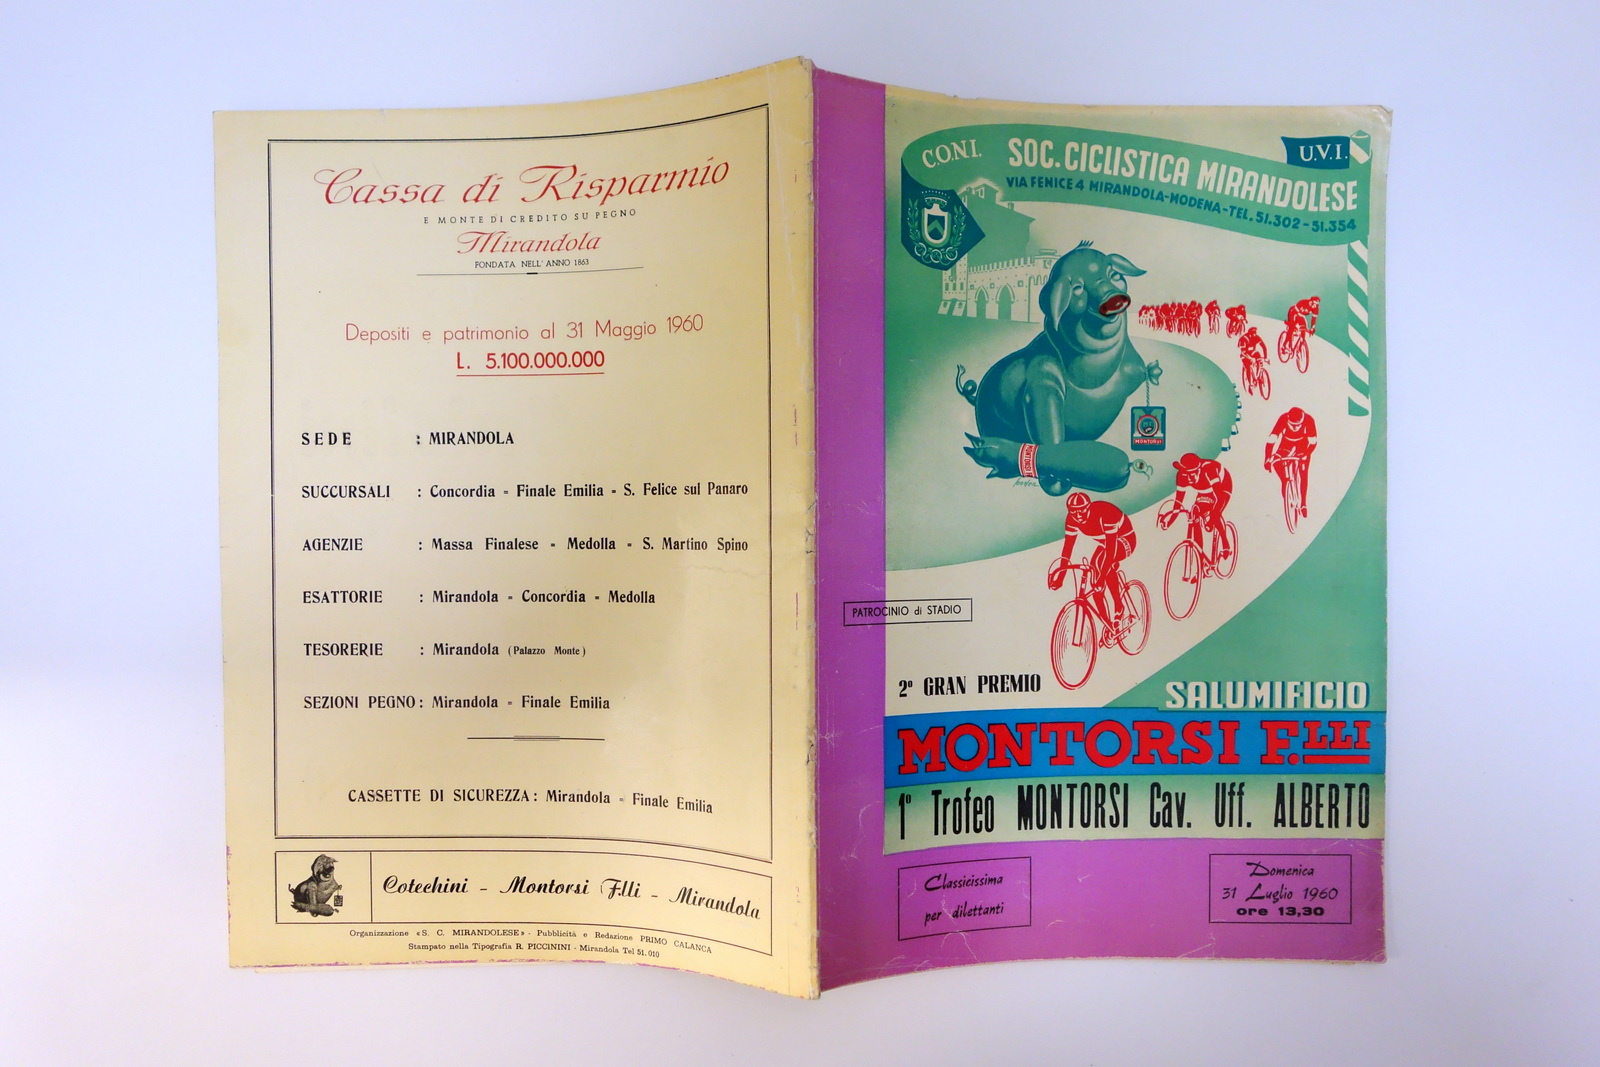 Cassa di Risparmio
E MONTE DI CREDITO SU PEGNO
Mirandola
FONDATA NELL'ANNO 1863
Depositi e patrimonio al 31 Maggio 1960
L. 5.100.000.000
SEDE : MIRANDOLA
SUCCURSALI : Concordia - Finale Emilia - S. Felice sul Panaro
AGENZIE : Massa Finalese - Medolla - S. Martino Spino
ESATTORIE : Mirandola - Concordia - Medolla
TESORERIE : Mirandola (Palazzo Monte)
SEZIONI PEGNO : Mirandola - Finale Emilia
CASSETTE DI SICUREZZA : Mirandola - Finale Emilia
Cotechini - Montorsi F.lli - Mirandola
Organizzazione «S. C. MIRANDOLESE» - Pubblicità e Redazione PRIMO CALANCA
Stampato nella Tipografia R. PICCININI - Mirandola Tel 51.010
C.O.N.I.
SOC. CICLISTICA MIRANDOLESE
U.V.I.
VIA FENICE 4 MIRANDOLA-MODENA-TEL. 51.302-51.354
MONTORSI
MONTORSI
PATROCINIO di STADIO
2º GRAN PREMIO
SALUMIFICIO
MONTORSI F.LLI
1º Trofeo MONTORSI Cav. Uff. ALBERTO
Classicissima
per dilettanti
Domenica
31 Luglio 1960
ore 13,30